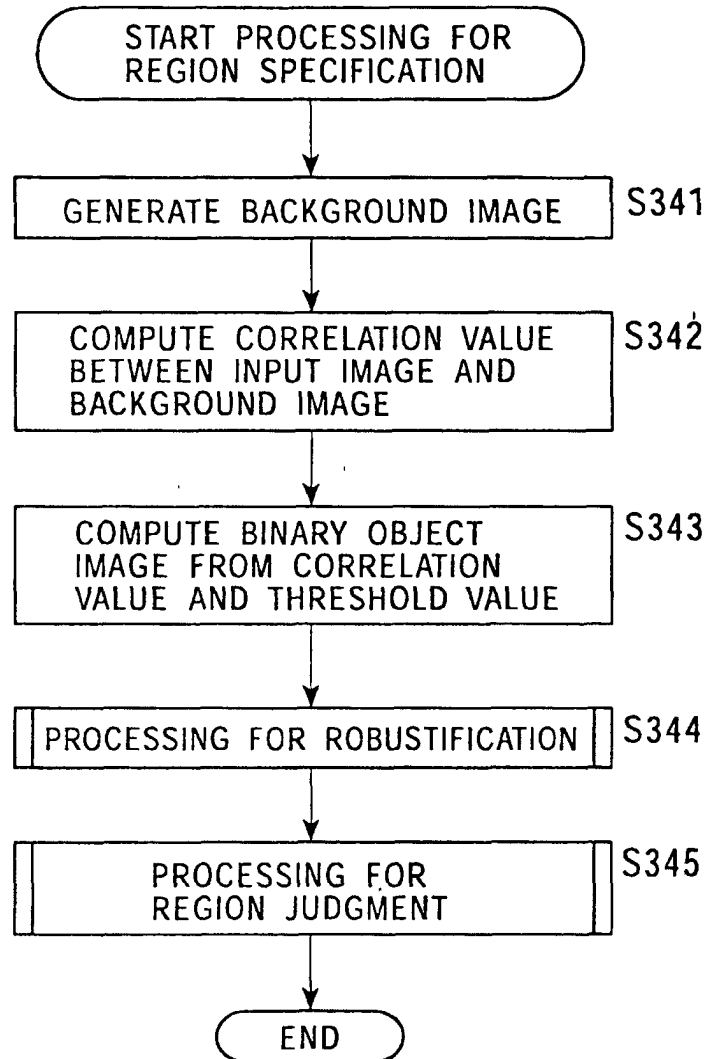 START PROCESSING FOR
REGION SPECIFICATION
GENERATE BACKGROUND IMAGE
S341
COMPUTE CORRELATION VALUE
BETWEEN INPUT IMAGE AND
BACKGROUND IMAGE
S342
COMPUTE BINARY OBJECT
IMAGE FROM CORRELATION
VALUE AND THRESHOLD VALUE
S343
PROCESSING FOR ROBUSTIFICATION
S344
PROCESSING FOR
REGION JUDGMENT
S345
END